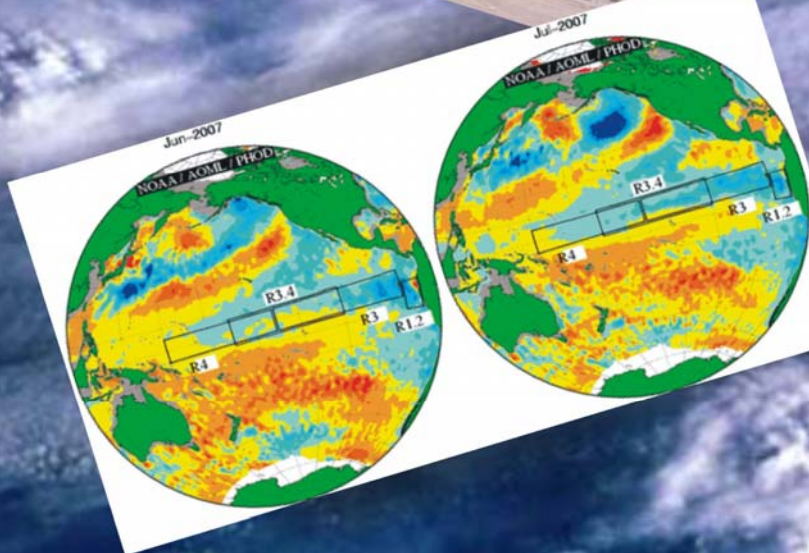 Jun-2007
NOAA / AOML / PHOD
R3.4
R3
R1.2
R4
Jul-2007
NOAA / AOML / PHOD
R3.4
R3
R1.2
R4